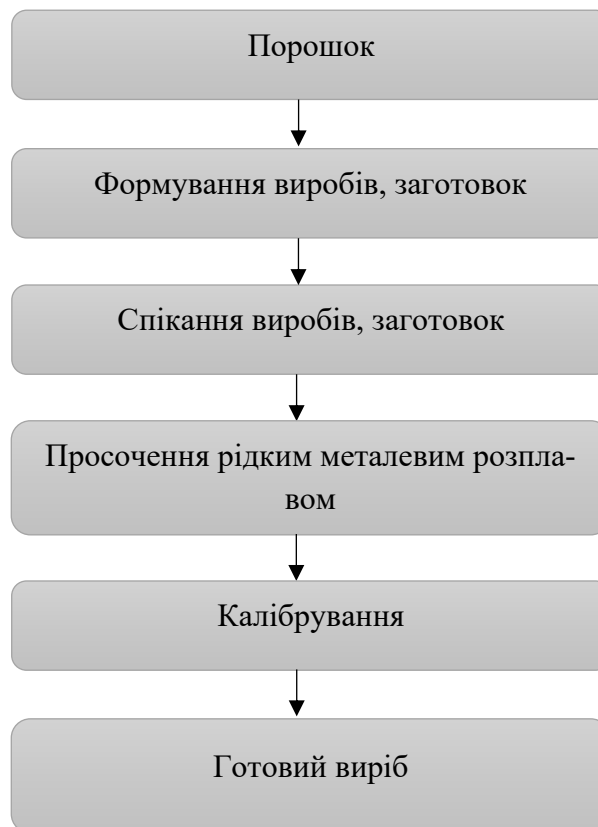 Порошок
Формування виробів, заготовок
Спікання виробів, заготовок
Просочення рідким металевим розпла-
вом
Калібрування
Готовий виріб